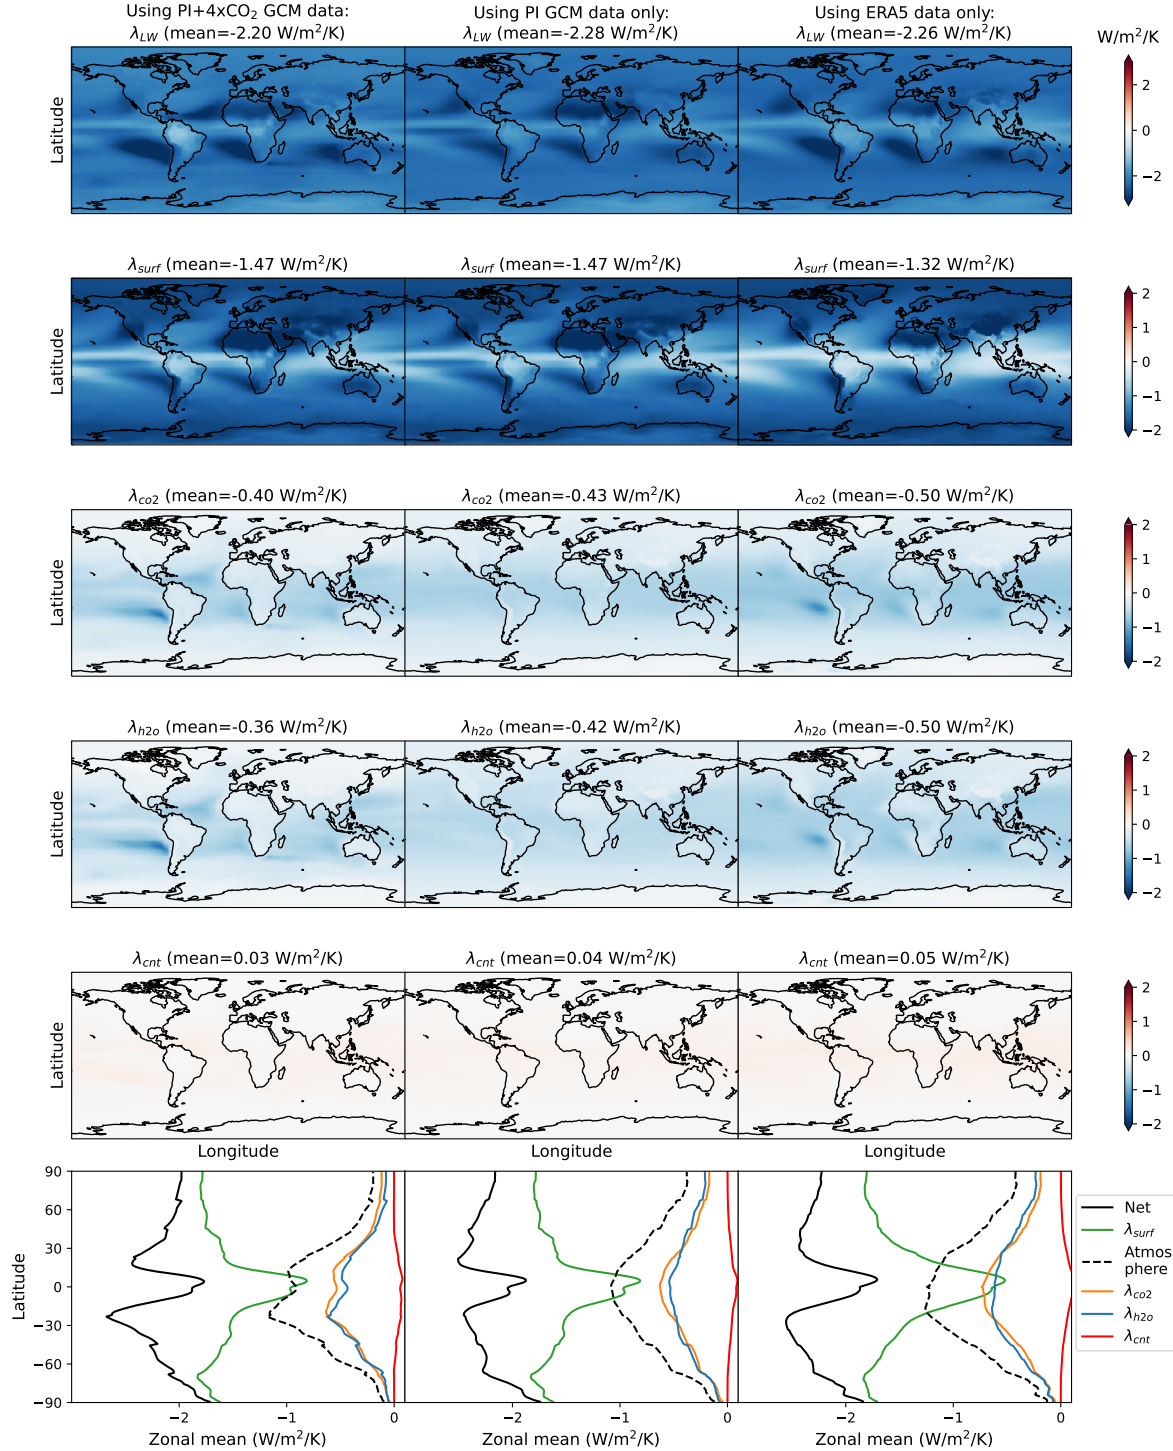 Using PI+4xCO₂ GCM data:
λ_LW (mean=-2.20 W/m²/K)
Using PI GCM data only:
λ_LW (mean=-2.28 W/m²/K)
Using ERA5 data only:
λ_LW (mean=-2.26 W/m²/K)
W/m²/K
Latitude
2
0
−2
λ_surf (mean=-1.47 W/m²/K)
λ_surf (mean=-1.47 W/m²/K)
λ_surf (mean=-1.32 W/m²/K)
Latitude
2
1
0
−1
−2
λ_co2 (mean=-0.40 W/m²/K)
λ_co2 (mean=-0.43 W/m²/K)
λ_co2 (mean=-0.50 W/m²/K)
Latitude
2
1
0
−1
−2
λ_h2o (mean=-0.36 W/m²/K)
λ_h2o (mean=-0.42 W/m²/K)
λ_h2o (mean=-0.50 W/m²/K)
Latitude
2
1
0
−1
−2
λ_cnt (mean=0.03 W/m²/K)
λ_cnt (mean=0.04 W/m²/K)
λ_cnt (mean=0.05 W/m²/K)
Latitude
2
1
0
−1
−2
Longitude
Longitude
Longitude
Latitude
90
60
30
0
−30
−60
−90
−2
−1
0
−2
−1
0
−2
−1
0
Zonal mean (W/m²/K)
Zonal mean (W/m²/K)
Zonal mean (W/m²/K)
Net
λ_surf
Atmos
phere
λ_co2
λ_h2o
λ_cnt